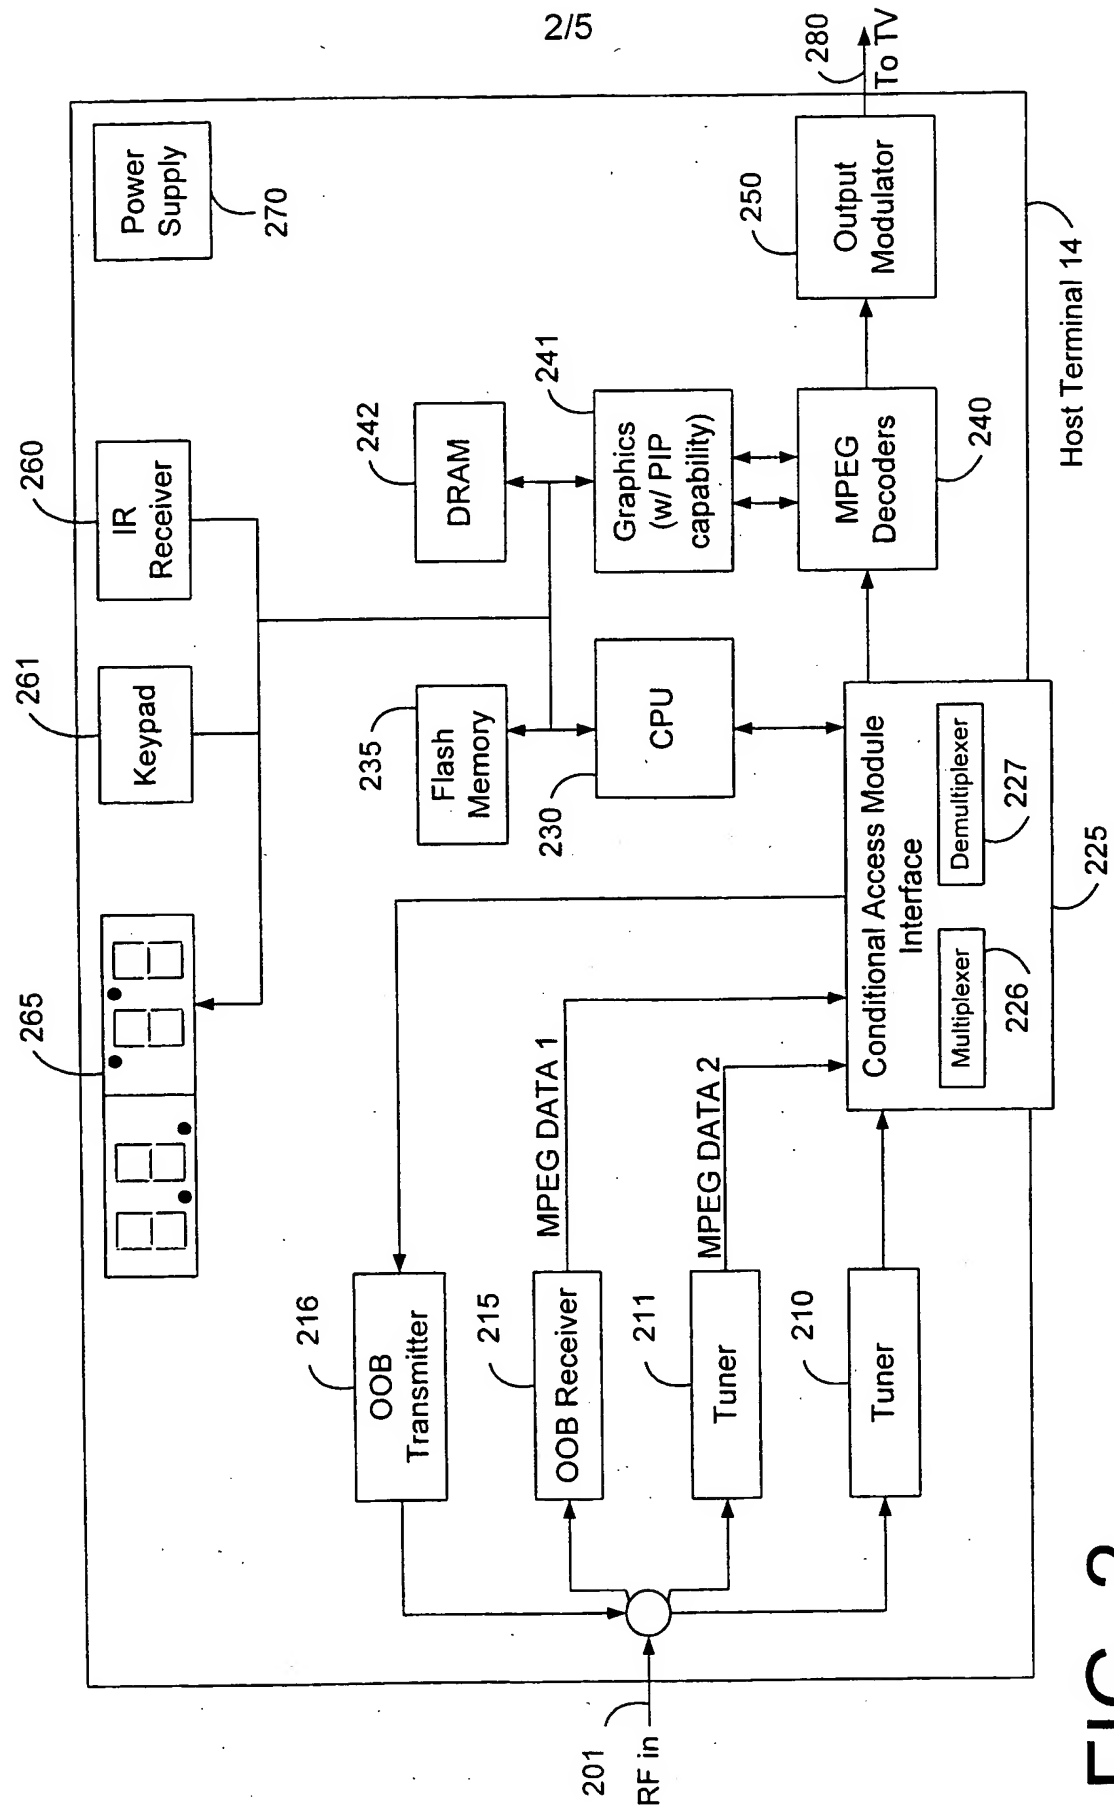 2/5
265
261
Keypad
260
IR
Receiver
Power
Supply
270
216
OOB
Transmitter
235
Flash
Memory
242
DRAM
215
OOB Receiver
MPEG DATA 1
230
CPU
241
Graphics
(w/ PIP
capability)
201
RF in
211
Tuner
MPEG DATA 2
250
Output
Modulator
280
To TV
210
Tuner
Conditional Access Module
Interface
Multiplexer
226
Demultiplexer
227
225
MPEG
Decoders
240
Host Terminal 14